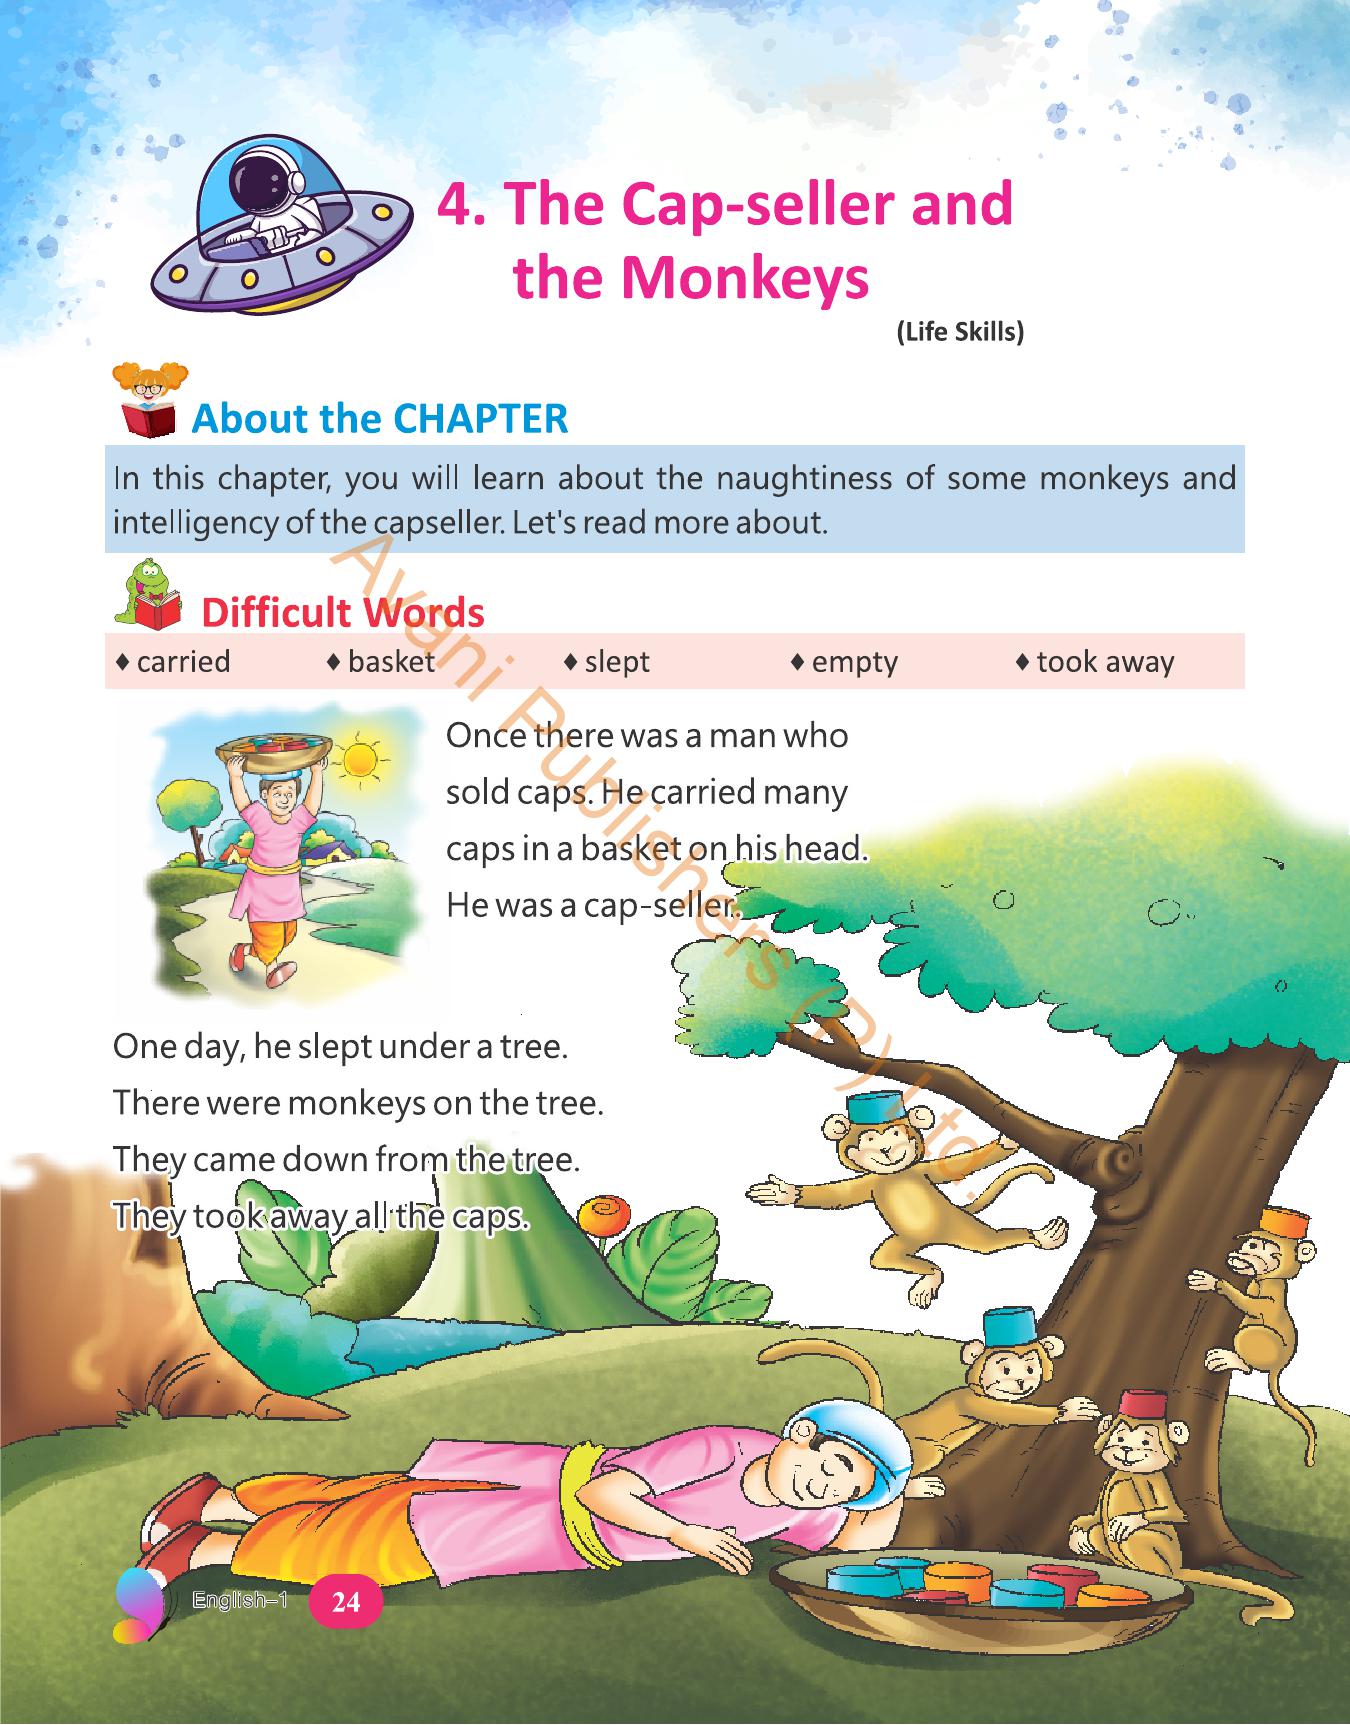 4. The Cap-seller and
the Monkeys
(Life Skills)
About the CHAPTER
In this chapter, you will learn about the naughtiness of some monkeys and
intelligency of the capseller. Let's read more about.
Difficult Words
♦ carried ♦ basket ♦ slept ♦ empty ♦ took away
Once there was a man who
sold caps. He carried many
caps in a basket on his head.
He was a cap-seller.
One day, he slept under a tree.
There were monkeys on the tree.
They came down from the tree.
They took away all the caps.
Avani Publishers (P) Ltd.
English–1 24